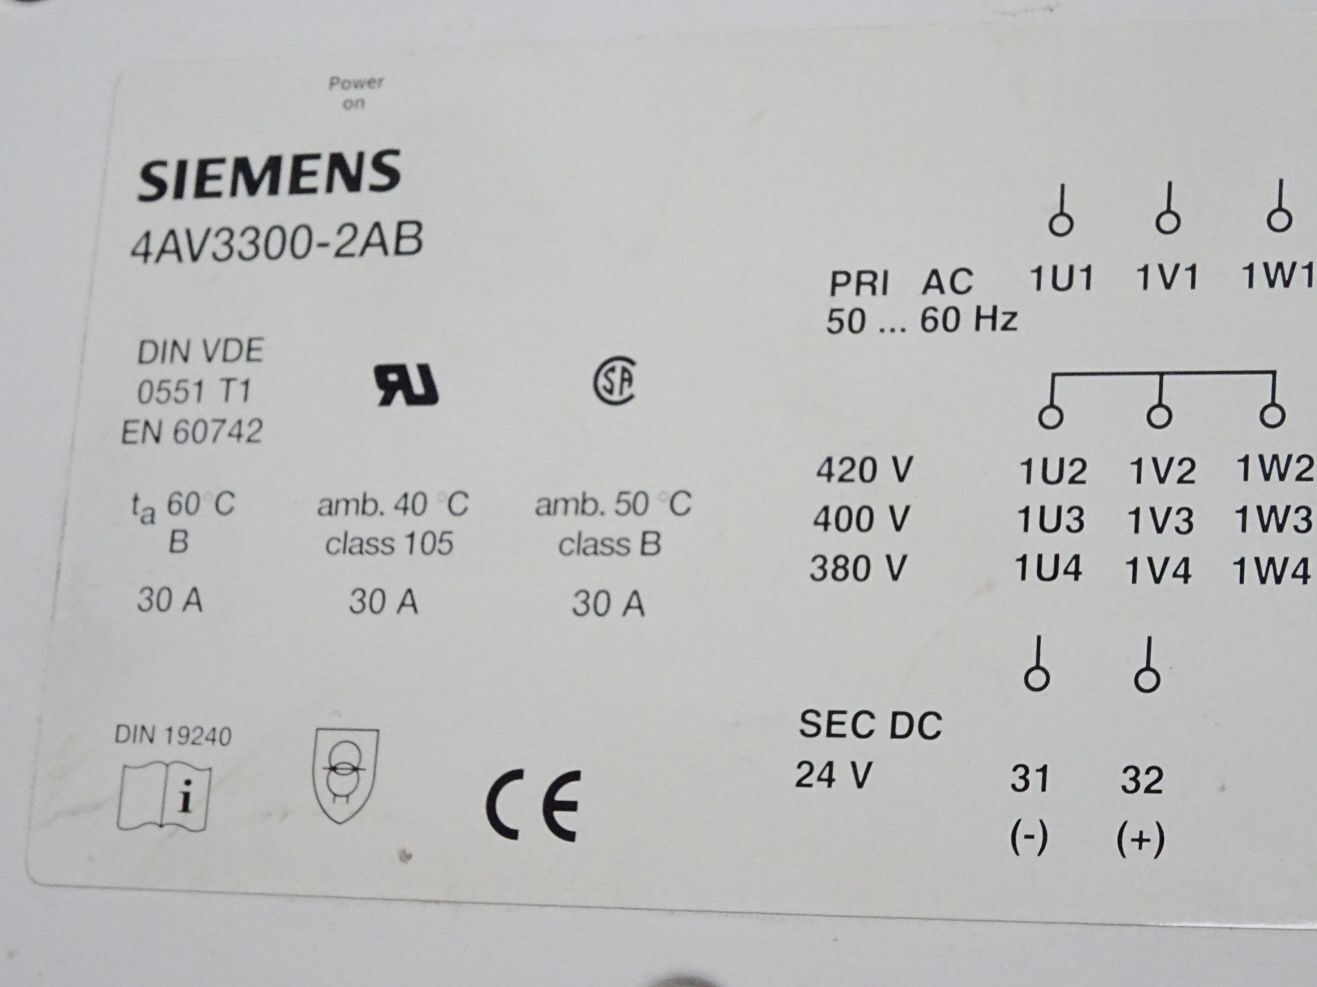 Power
on
SIEMENS
4AV3300-2AB
DIN VDE
0551 T1
EN 60742
ta 60°C
B
30 A
amb. 40 °C
class 105
30 A
SA
amb. 50 °C
class B
30 A
DIN 19240
i
CE
PRI AC 1U1 1V1 1W1
50 ... 60 Hz
420 V 1U2 1V2 1W2
400 V 1U3 1V3 1W3
380 V 1U4 1V4 1W4
SEC DC
24 V 31 32
(-) (+)